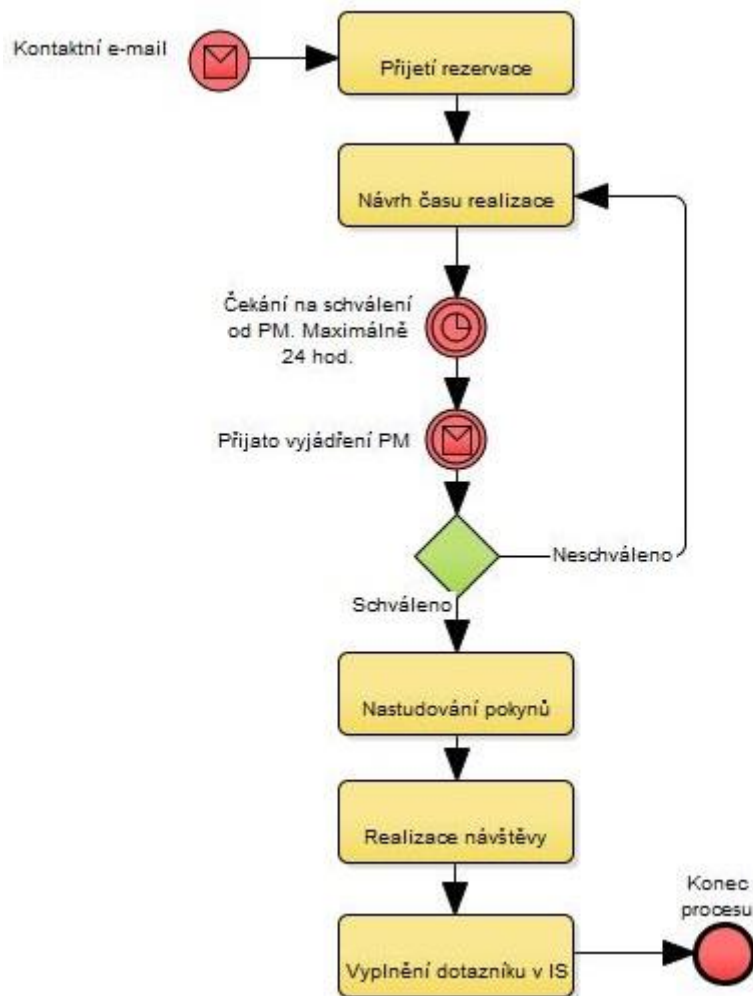 Kontaktní e-mail
Přijetí rezervace
Návrh času realizace
Čekání na schválení
od PM. Maximálně
24 hod.
Přijato vyjádření PM
Neschváleno
Schváleno
Nastudování pokynů
Realizace návštěvy
Konec
procesu
Vyplnění dotazníku v IS